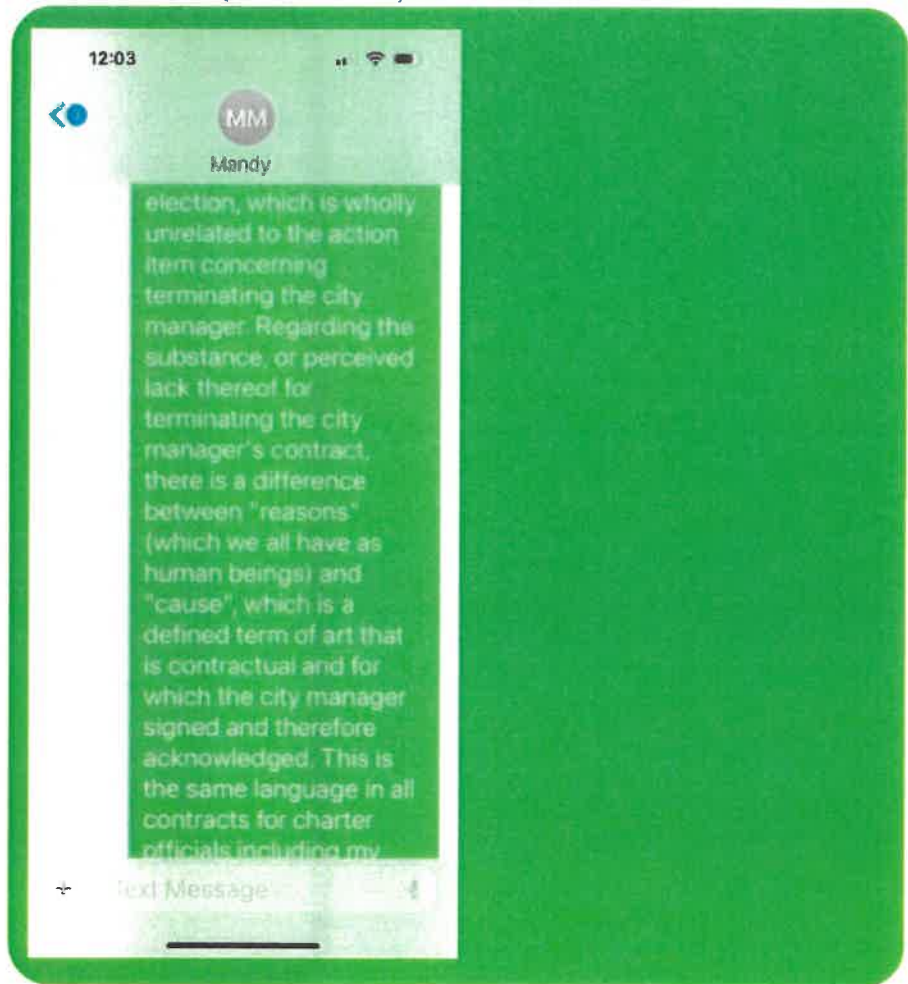 12:03
MM
Mandy
election, which is wholly
unrelated to the action
item concerning
terminating the city
manager. Regarding the
substance, or perceived
lack thereof for
terminating the city
manager's contract,
there is a difference
between "reasons"
(which we all have as
human beings) and
"cause", which is a
defined term of art that
is contractual and for
which the city manager
signed and therefore
acknowledged. This is
the same language in all
contracts for charter
officials including my
Text Message